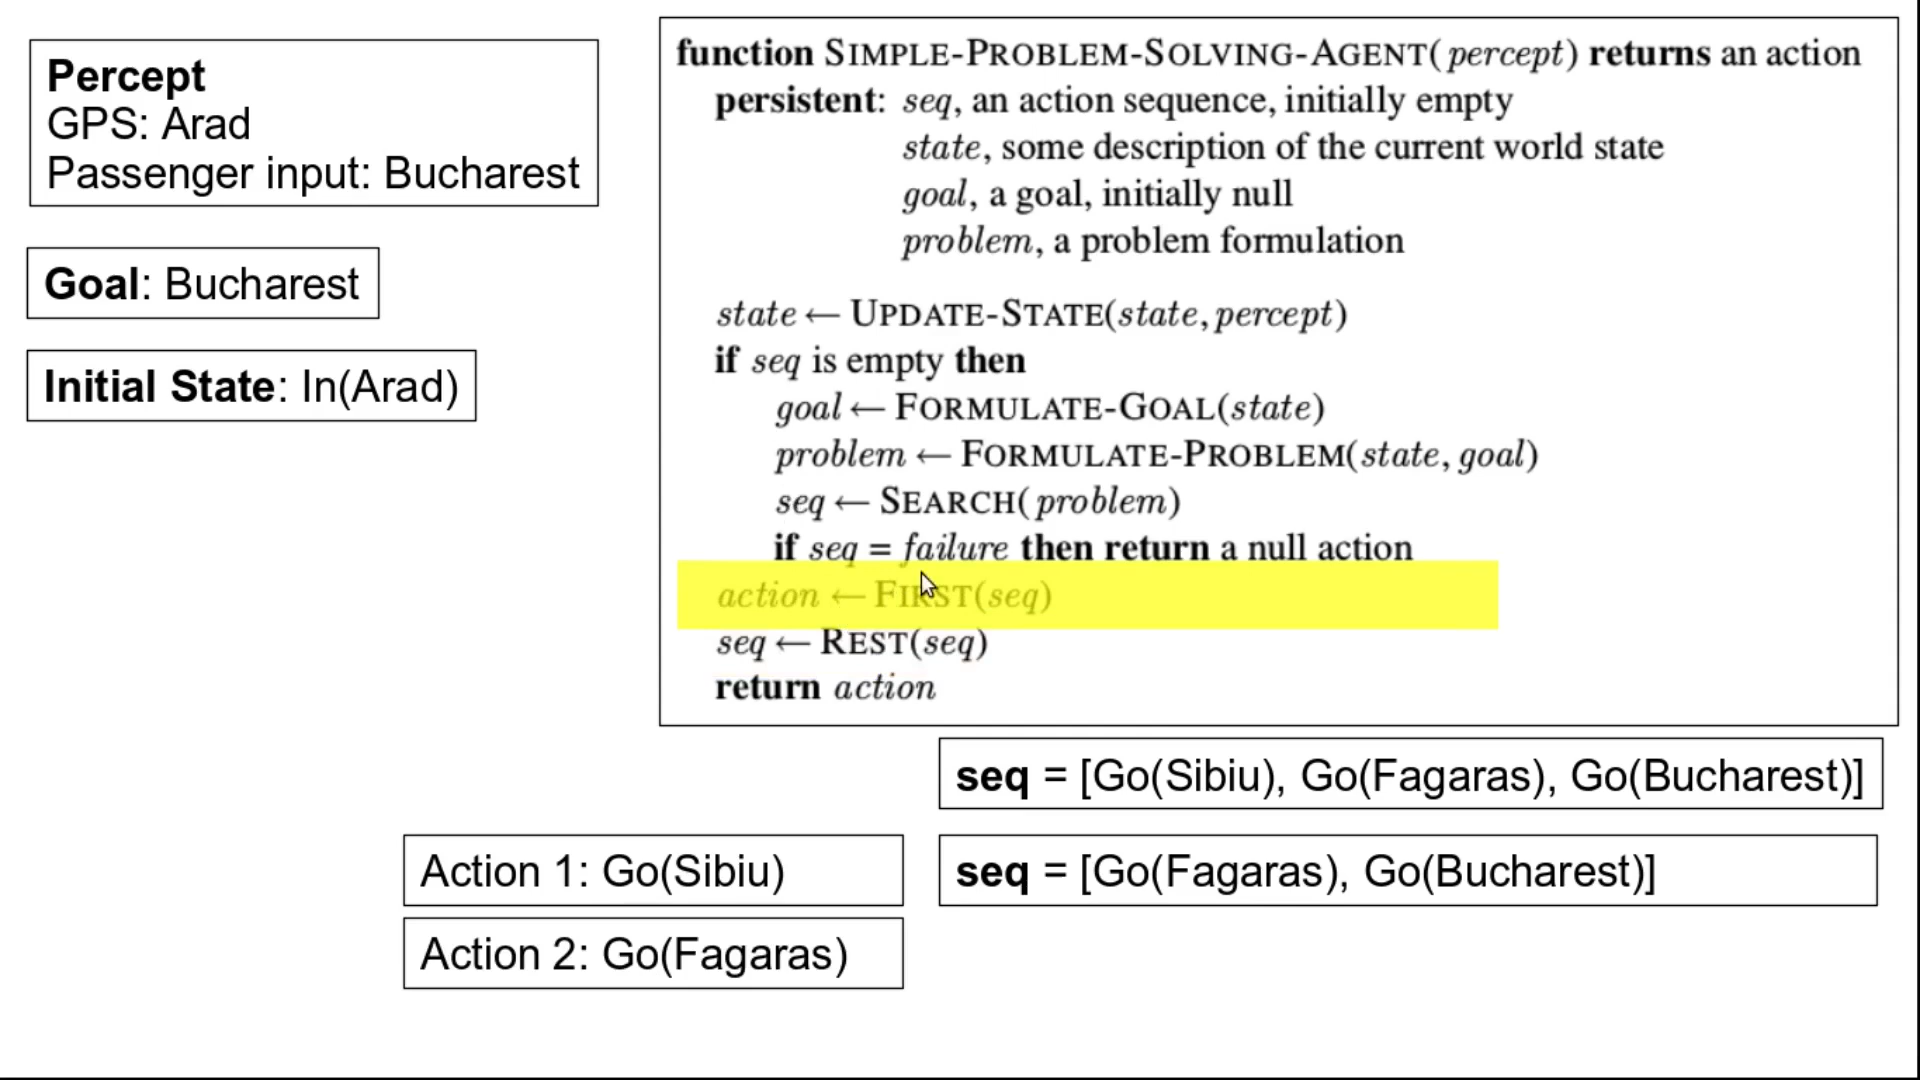 Percept
GPS: Arad
Passenger input: Bucharest
Goal: Bucharest
Initial State: In(Arad)
function SIMPLE-PROBLEM-SOLVING-AGENT(percept) returns an action
persistent: seq, an action sequence, initially empty
state, some description of the current world state
goal, a goal, initially null
problem, a problem formulation
state ← UPDATE-STATE(state, percept)
if seq is empty then
goal ← FORMULATE-GOAL(state)
problem ← FORMULATE-PROBLEM(state, goal)
seq ← SEARCH(problem)
if seq = failure then return a null action
action ← FIRST(seq)
seq ← REST(seq)
return action
seq = [Go(Sibiu), Go(Fagaras), Go(Bucharest)]
Action 1: Go(Sibiu)
seq = [Go(Fagaras), Go(Bucharest)]
Action 2: Go(Fagaras)